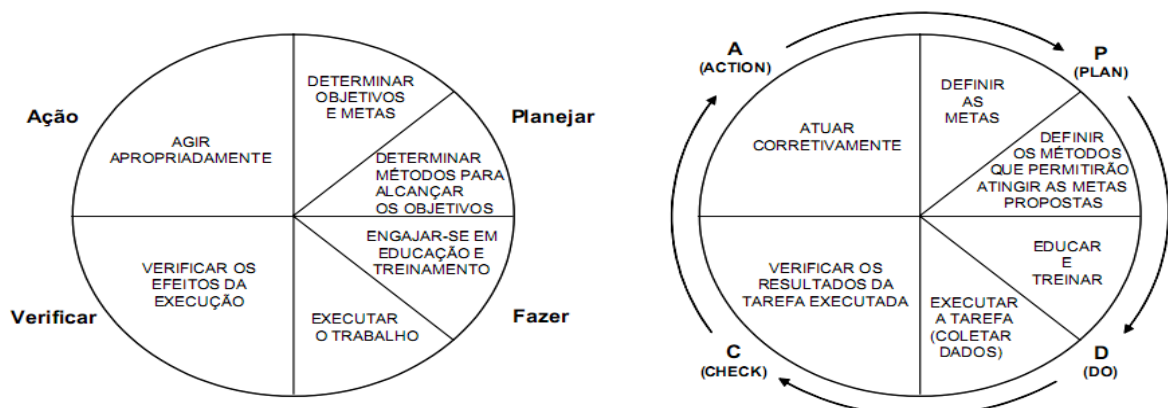 Ação
DETERMINAR
OBJETIVOS
E METAS
Planejar
AGIR
APROPRIADAMENTE
DETERMINAR
MÉTODOS PARA
ALCANÇAR
OS OBJETIVOS
ENGAJAR-SE EM
EDUCAÇÃO E
TREINAMENTO
VERIFICAR OS
EFEITOS DA
EXECUÇÃO
Verificar
EXECUTAR
O TRABALHO
Fazer
A
(ACTION)
P
(PLAN)
DEFINIR
AS
METAS
ATUAR
CORRETIVAMENTE
DEFINIR
OS MÉTODOS
QUE PERMITIRÃO
ATINGIR AS METAS
PROPOSTAS
EDUCAR
E
TREINAR
VERIFICAR OS
RESULTADOS DA
TAREFA EXECUTADA
EXECUTAR
A TAREFA
(COLETAR
DADOS)
C
(CHECK)
D
(DO)